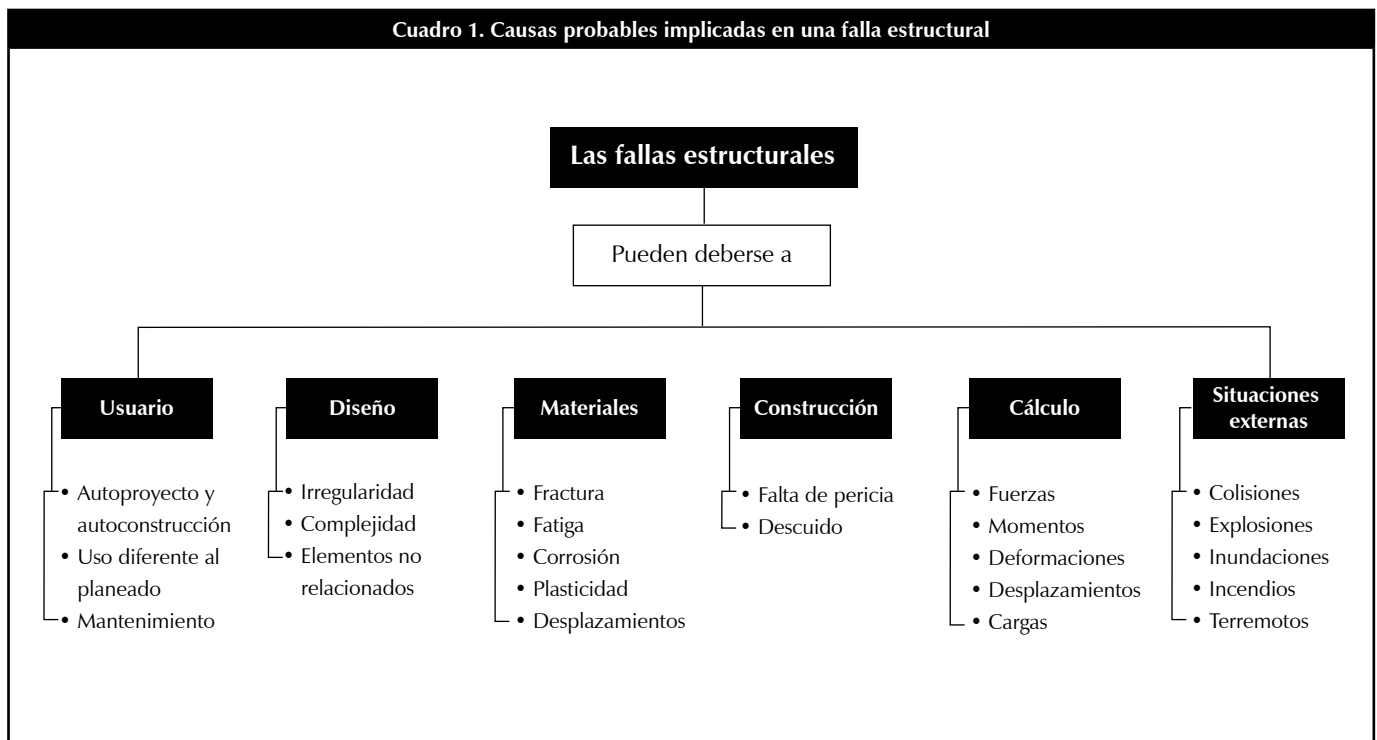 Cuadro 1. Causas probables implicadas en una falla estructural
Las fallas estructurales
Pueden deberse a
Usuario
• Autoproyecto y
autoconstrucción
• Uso diferente al
planeado
• Mantenimiento
Diseño
• Irregularidad
• Complejidad
• Elementos no
relacionados
Materiales
• Fractura
• Fatiga
• Corrosión
• Plasticidad
• Desplazamientos
Construcción
• Falta de pericia
• Descuido
Cálculo
• Fuerzas
• Momentos
• Deformaciones
• Desplazamientos
• Cargas
Situaciones
externas
• Colisiones
• Explosiones
• Inundaciones
• Incendios
• Terremotos